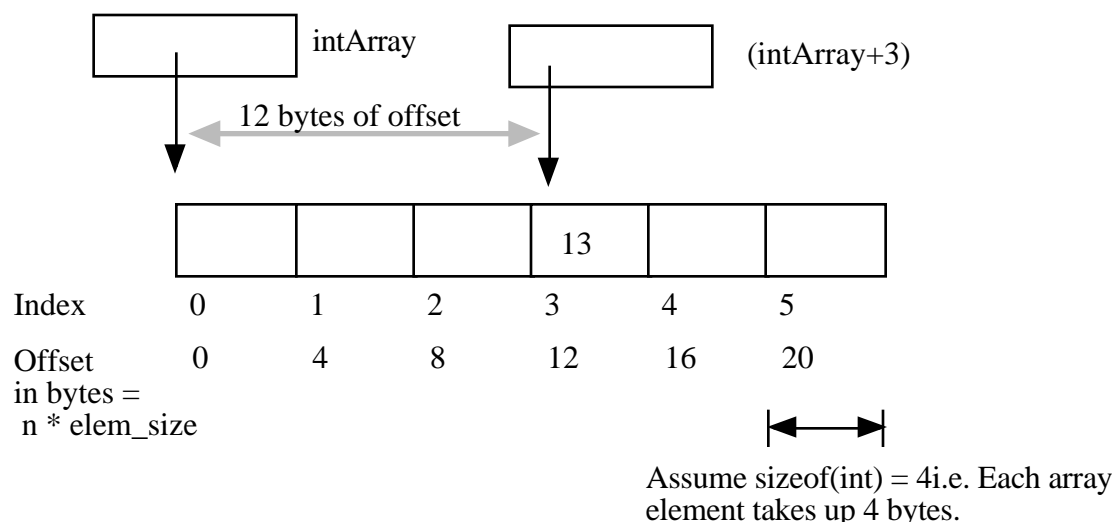 intArray
(intArray+3)
12 bytes of offset
13
Index 0 1 2 3 4 5
Offset 0 4 8 12 16 20
in bytes =
n * elem_size
Assume sizeof(int) = 4i.e. Each array
element takes up 4 bytes.